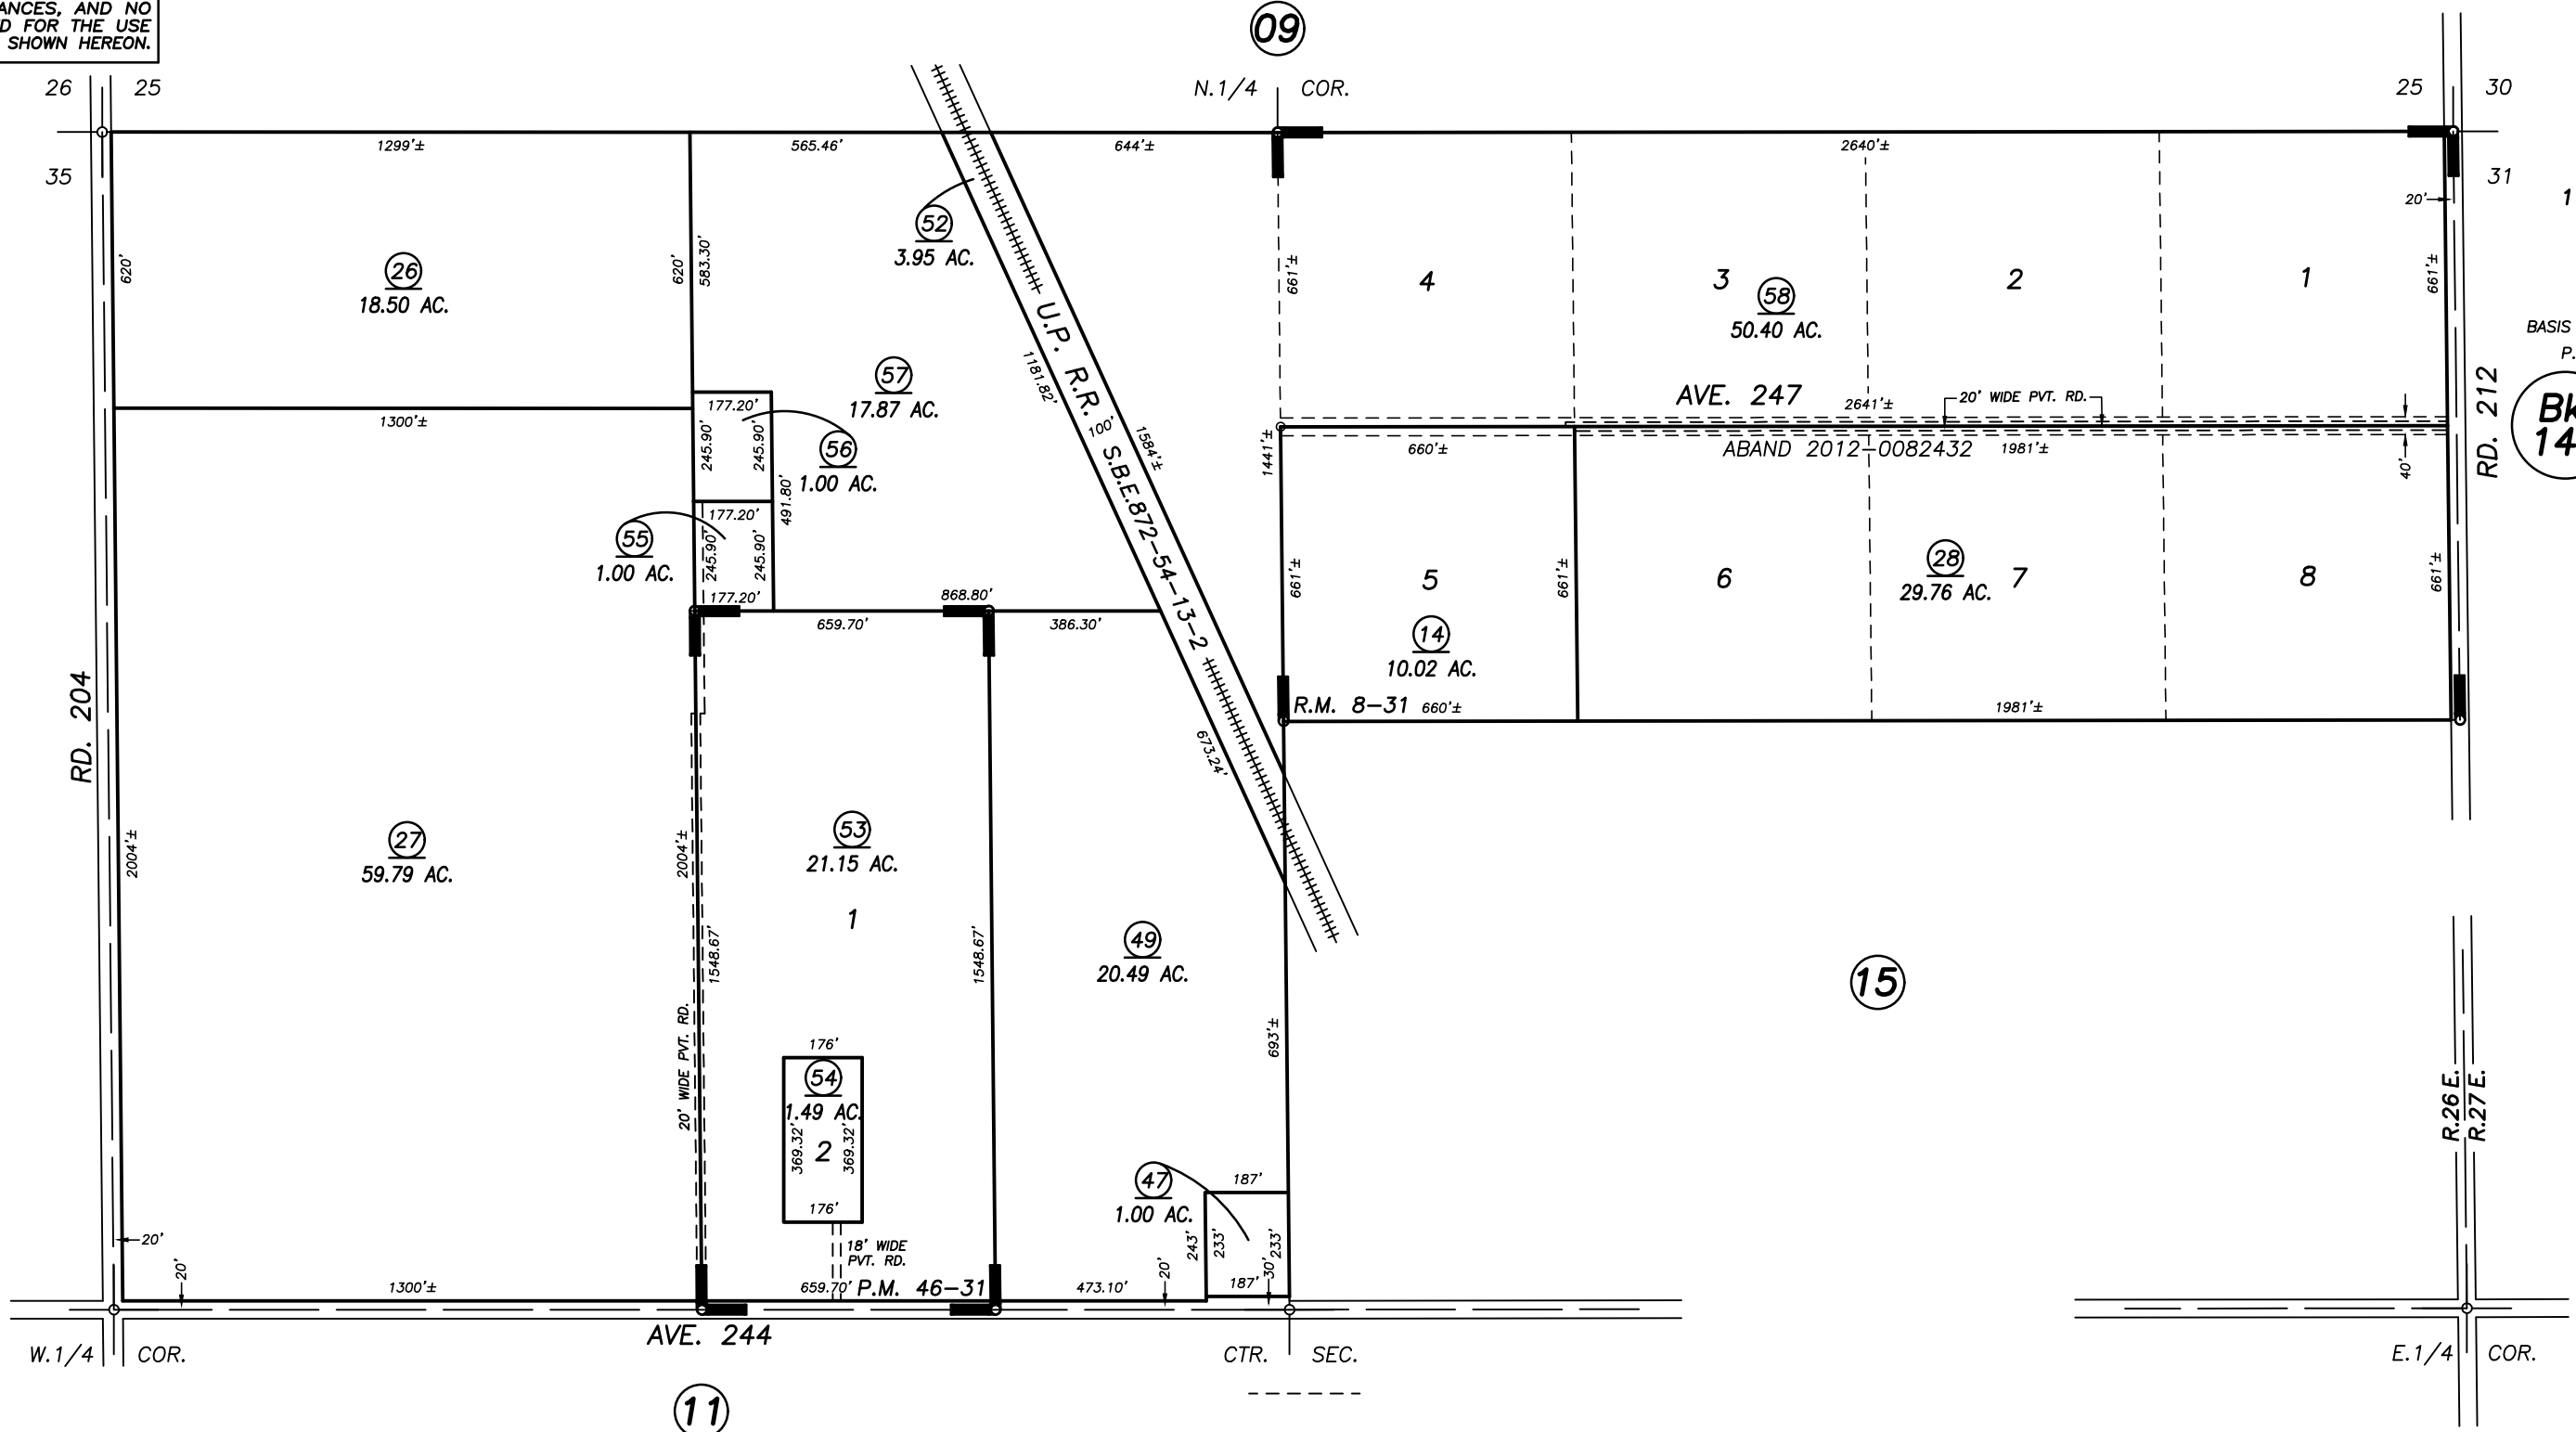 ANCES, AND NO
D FOR THE USE
SHOWN HEREON.
09
26 25
N.1/4 COR.
25 30
35
31
1299'±
565.46'
644'±
2640'±
20'
1
620'
26
18.50 AC.
620'
583.30'
52
3.95 AC.
661'±
4
3
58
50.40 AC.
2
1
661'±
BASIS
P.
U.P. R.R.
100'
S.B.E.872-54-13-2
1181.82'
1584'±
57
17.87 AC.
AVE. 247
2641'±
20' WIDE PVT. RD.
RD. 212
1300'±
177.20'
245.90'
245.90'
56
1.00 AC.
491.80'
1441'±
660'±
ABAND 2012-0082432
1981'±
40'
55
1.00 AC.
177.20'
245.90'
245.90'
177.20'
868.80'
659.70'
386.30'
661'±
5
14
10.02 AC.
661'±
6
28
29.76 AC.
7
8
661'±
R.M. 8-31
660'±
1981'±
RD. 204
673.24'
2004'±
27
59.79 AC.
2004'±
53
21.15 AC.
1
1548.67'
1548.67'
49
20.49 AC.
15
20' WIDE PVT. RD.
693'±
176'
54
1.49 AC.
369.32'
2
369.32'
176'
R.26 E.
R.27 E.
47
1.00 AC.
187'
243'
233'
233'
187'
18' WIDE
PVT. RD.
20'
20'
1300'±
659.70'
P.M. 46-31
473.10'
20'
30'
AVE. 244
W.1/4 COR.
CTR. SEC.
E.1/4 COR.
11